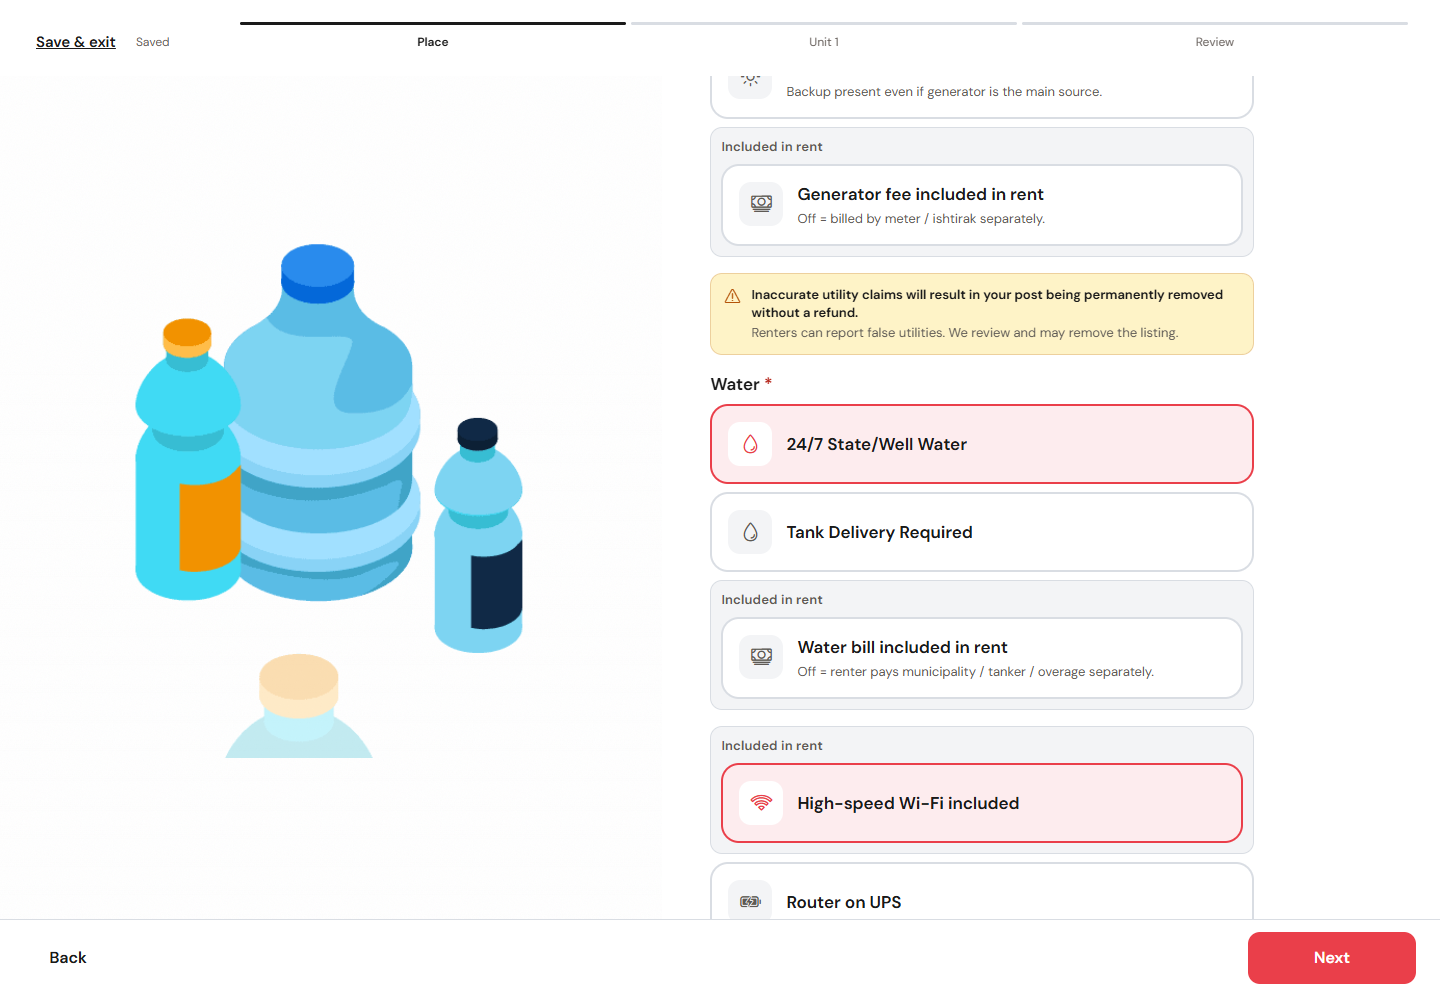 Save & exit
Saved
Place
Unit 1
Review
Backup present even if generator is the main source.
Included in rent
Generator fee included in rent
Off = billed by meter / ishtirak separately.
Inaccurate utility claims will result in your post being permanently removed
without a refund.
Renters can report false utilities. We review and may remove the listing.
Water *
24/7 State/Well Water
Tank Delivery Required
Included in rent
Water bill included in rent
Off = renter pays municipality / tanker / overage separately.
Included in rent
High-speed Wi-Fi included
Router on UPS
Back
Next